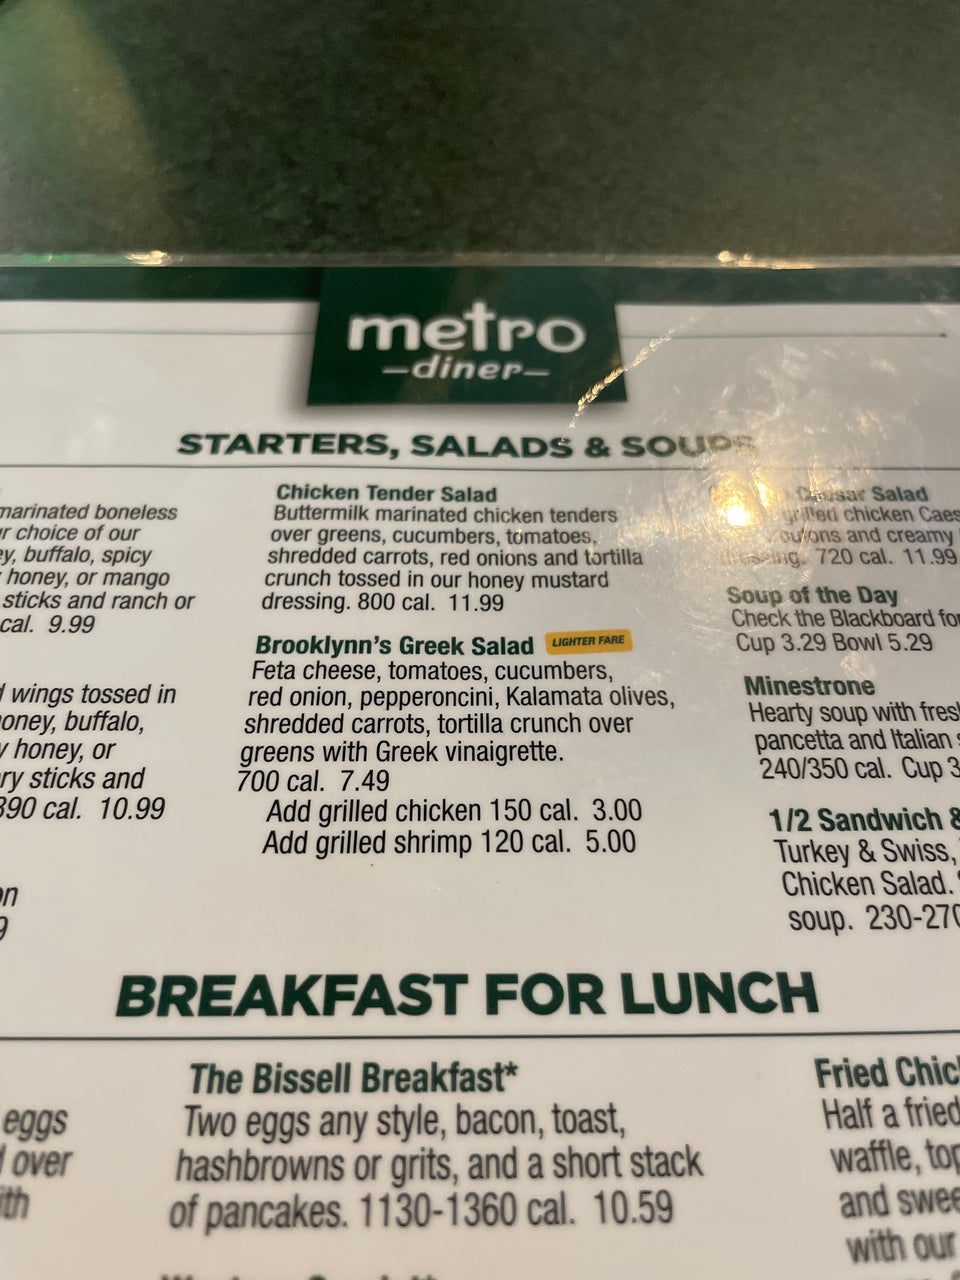 metro
—diner—
STARTERS, SALADS & SOUPS
marinated boneless
choice of our
buffalo, spicy
honey, or mango
sticks and ranch or
cal. 9.99
wings tossed in
buffalo,
honey, or
sticks and
cal. 10.99
Chicken Tender Salad
Buttermilk marinated chicken tenders
over greens, cucumbers, tomatoes,
shredded carrots, red onions and tortilla
crunch tossed in our honey mustard
dressing. 800 cal. 11.99
Brooklynn's Greek Salad LIGHTER FARE
Feta cheese, tomatoes, cucumbers,
red onion, pepperoncini, Kalamata olives,
shredded carrots, tortilla crunch over
greens with Greek vinaigrette.
700 cal. 7.49
Add grilled chicken 150 cal. 3.00
Add grilled shrimp 120 cal. 5.00
Caesar Salad
grilled chicken Caes
and creamy
dressing. 720 cal. 11.99
Soup of the Day
Check the Blackboard for
Cup 3.29 Bowl 5.29
Minestrone
Hearty soup with fresh
pancetta and Italian
240/350 cal. Cup 3
1/2 Sandwich &
Turkey & Swiss,
Chicken Salad.
soup. 230-270
BREAKFAST FOR LUNCH
eggs
over
The Bissell Breakfast*
Two eggs any style, bacon, toast,
hashbrowns or grits, and a short stack
of pancakes. 1130-1360 cal. 10.59
Fried Chic
Half a fried
waffle, top
and swee
with our